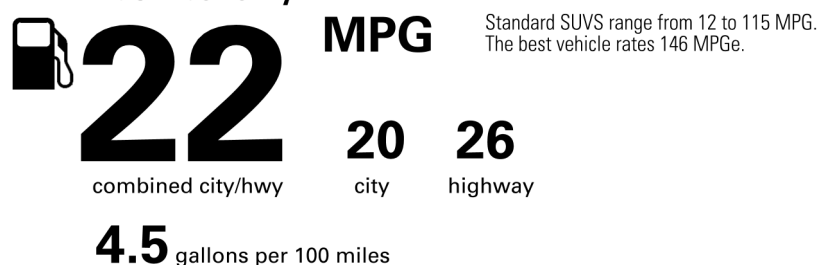 MPG
Standard SUVS range from 12 to 115 MPG.
The best vehicle rates 146 MPGe.
22
combined city/hwy
20
city
26
highway
4.5 gallons per 100 miles